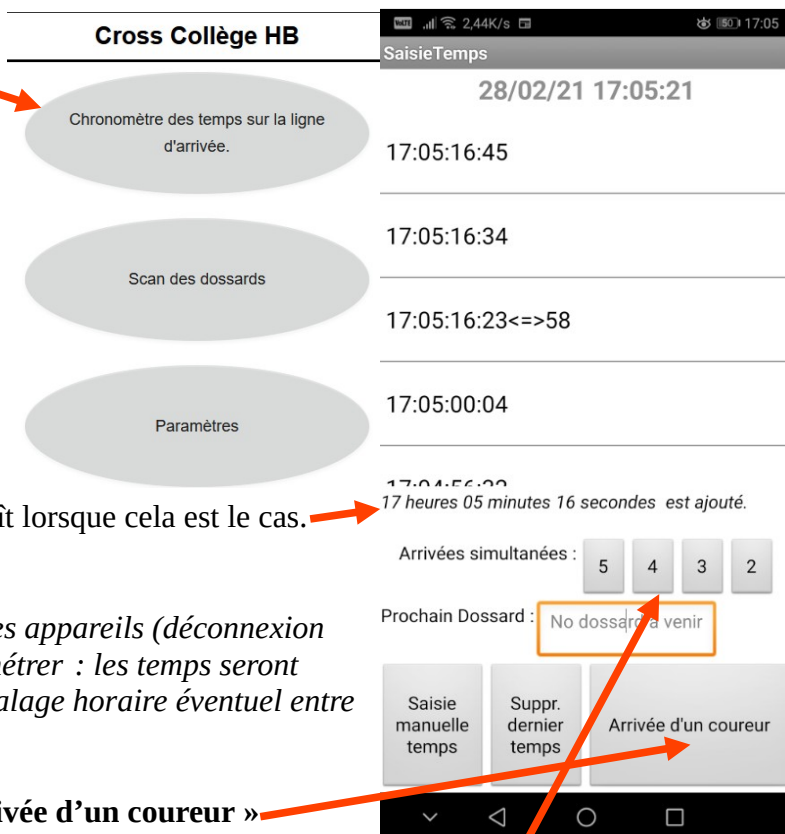 Cross Collège HB
Chronomètre des temps sur la ligne
d'arrivée.
Scan des dossards
Paramètres
ît lorsque cela est le cas.
es appareils (déconnexion
étrer : les temps seront
alage horaire éventuel entre
ivée d’un coureur »
VoLTE 2,44K/s 50 17:05
SaisieTemps
28/02/21 17:05:21
17:05:16:45
17:05:16:34
17:05:16:23<=>58
17:05:00:04
17 heures 05 minutes 16 secondes est ajouté.
Arrivées simultanées : 5 4 3 2
Prochain Dossard : No dossard à venir
Saisie
manuelle
temps
Suppr.
dernier
temps
Arrivée d'un coureur